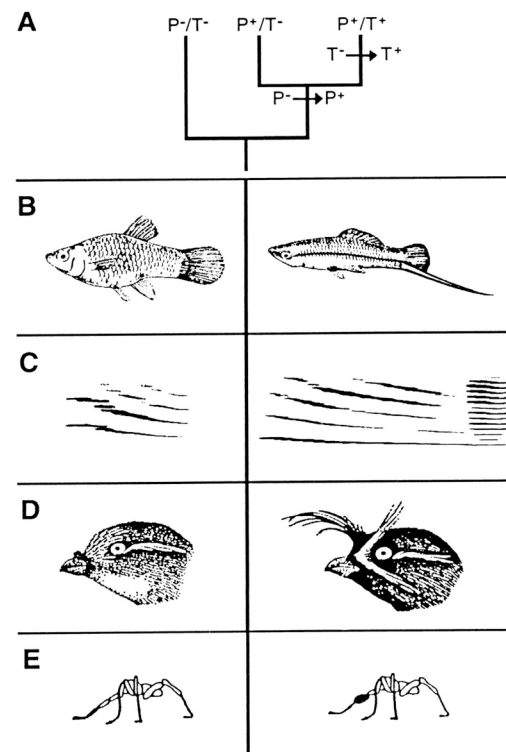 A
P⁻/T⁻ P⁺/T⁻ P⁺/T⁺
T⁻ → T⁺
P⁻ → P⁺
B
C
D
E